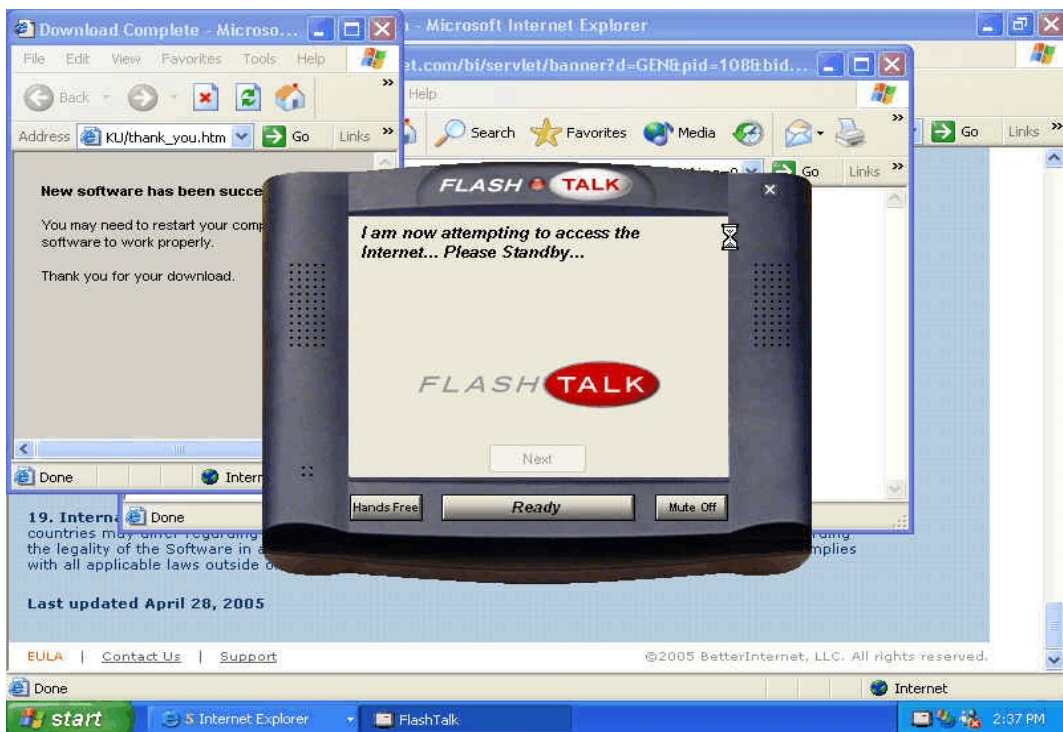 Download Complete - Microso...
- Microsoft Internet Explorer
File Edit View Favorites Tools Help
et.com/bi/servlet/banner?d=GEN&pid=108&bid...
Back
Help
Search Favorites Media
Address KU/thank_you.htm Go Links
Go Links
Go Links
FLASH TALK
New software has been succe
You may need to restart your comp
software to work properly.
Thank you for your download.
I am now attempting to access the
Internet... Please Standby...
FLASH TALK
Next
Done Intern
Hands Free Ready Mute Off
Done
19. Interna
countries may differ regarding
the legality of the Software in a mplies
with all applicable laws outside o
Last updated April 28, 2005
EULA | Contact Us | Support ©2005 BetterInternet, LLC. All rights reserved.
Done Internet
start 5 Internet Explorer FlashTalk 2:37 PM